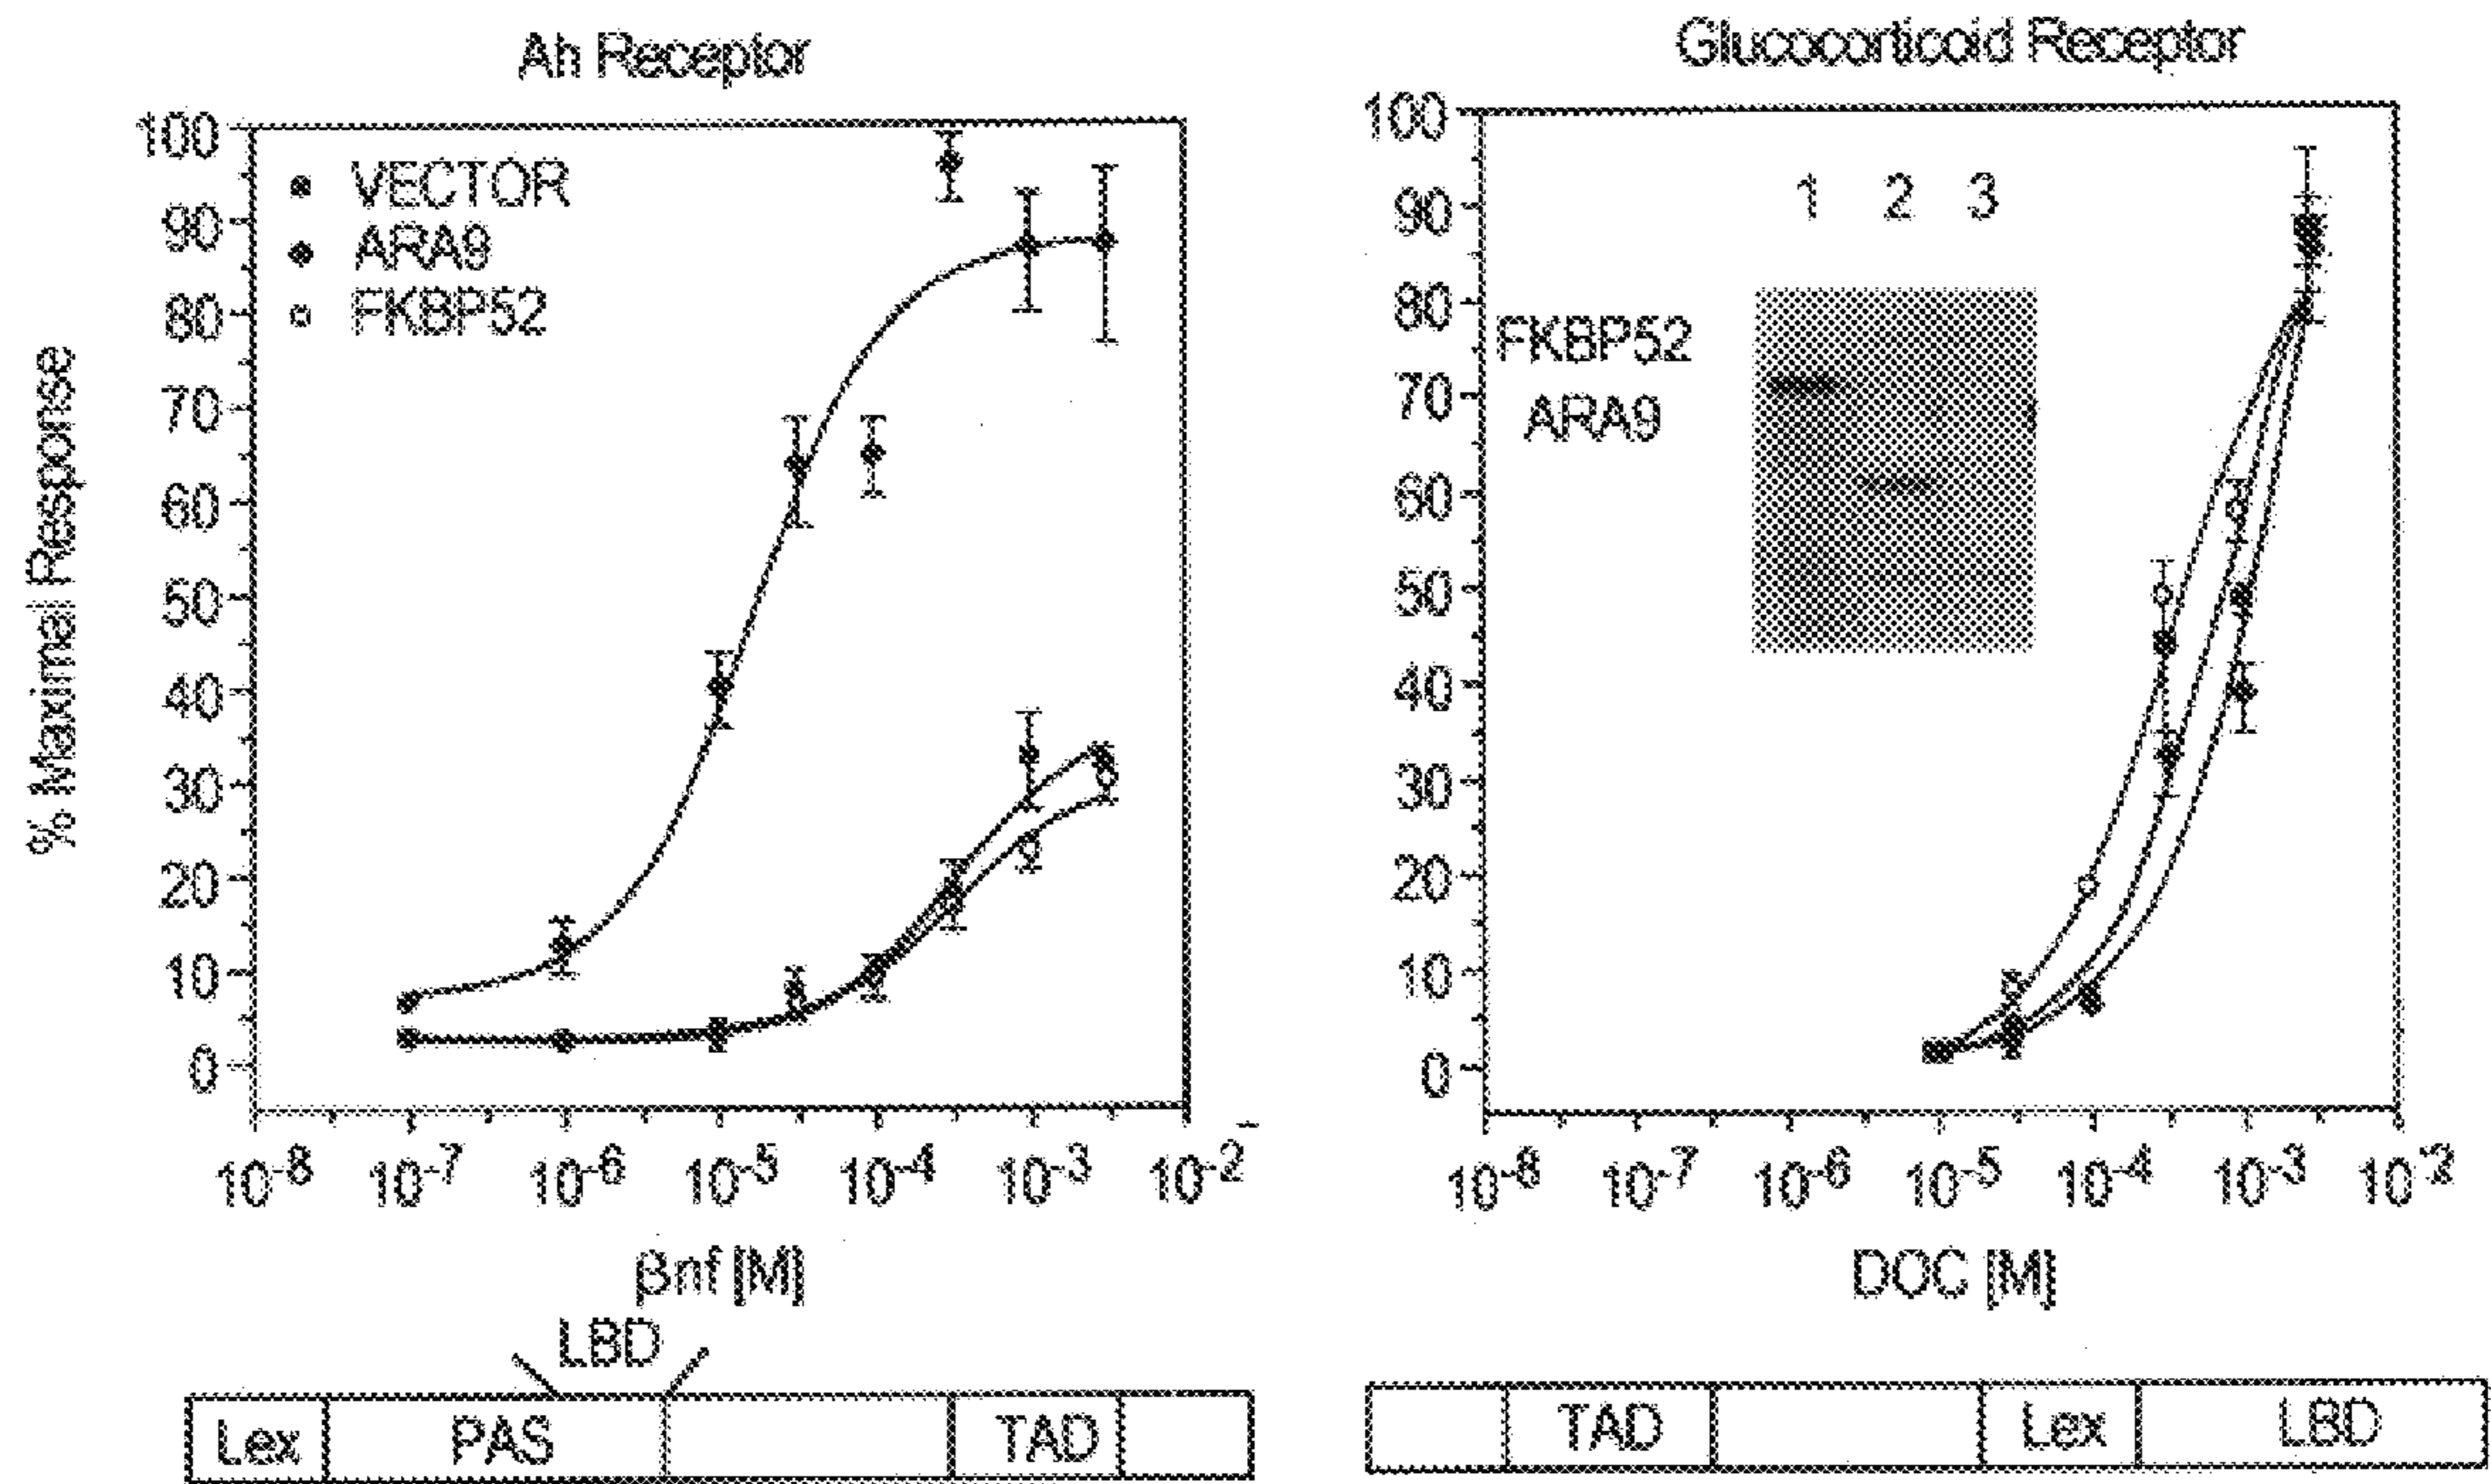 Ah Receptor
100
90
80
70
60
50
40
30
20
10
0
% Maximal Response
VECTOR
ARA9
FKBP52
10-8 10-7 10-6 10-5 10-4 10-3 10-2
βnf [M]
LBD
Lex PAS TAD
Glucocorticoid Receptor
100
90
80
70
60
50
40
30
20
10
0
1 2 3
FKBP52
ARA9
10-8 10-7 10-6 10-5 10-4 10-3 10-2
DOC [M]
TAD Lex LBD